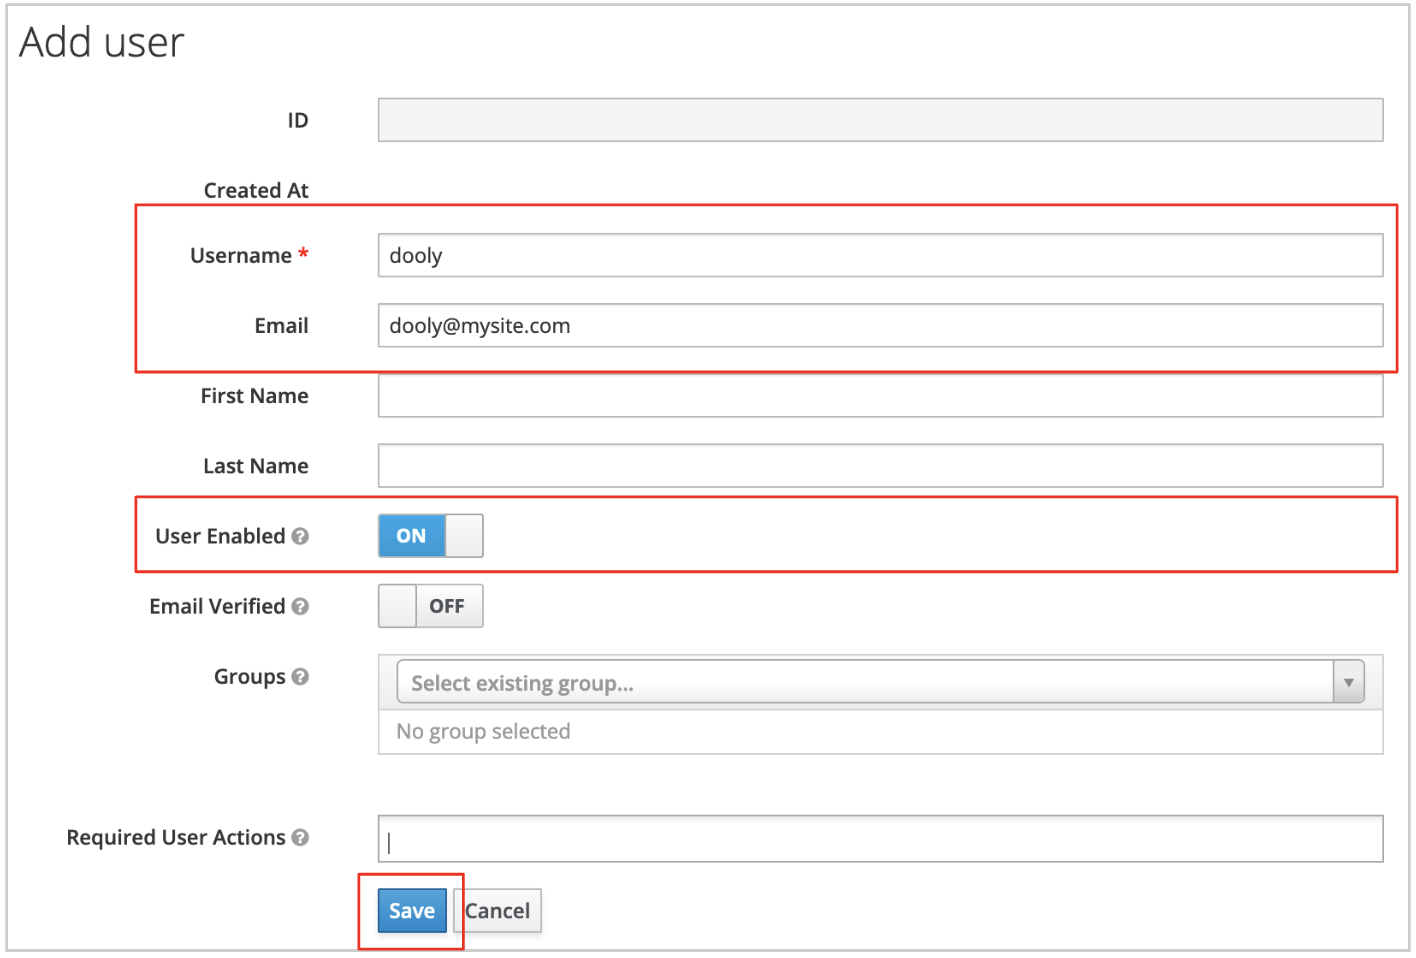 Add user
ID
Created At
Username * dooly
Email dooly@mysite.com
First Name
Last Name
User Enabled ? ON
Email Verified ? OFF
Groups ? Select existing group...
No group selected
Required User Actions ?
Save Cancel